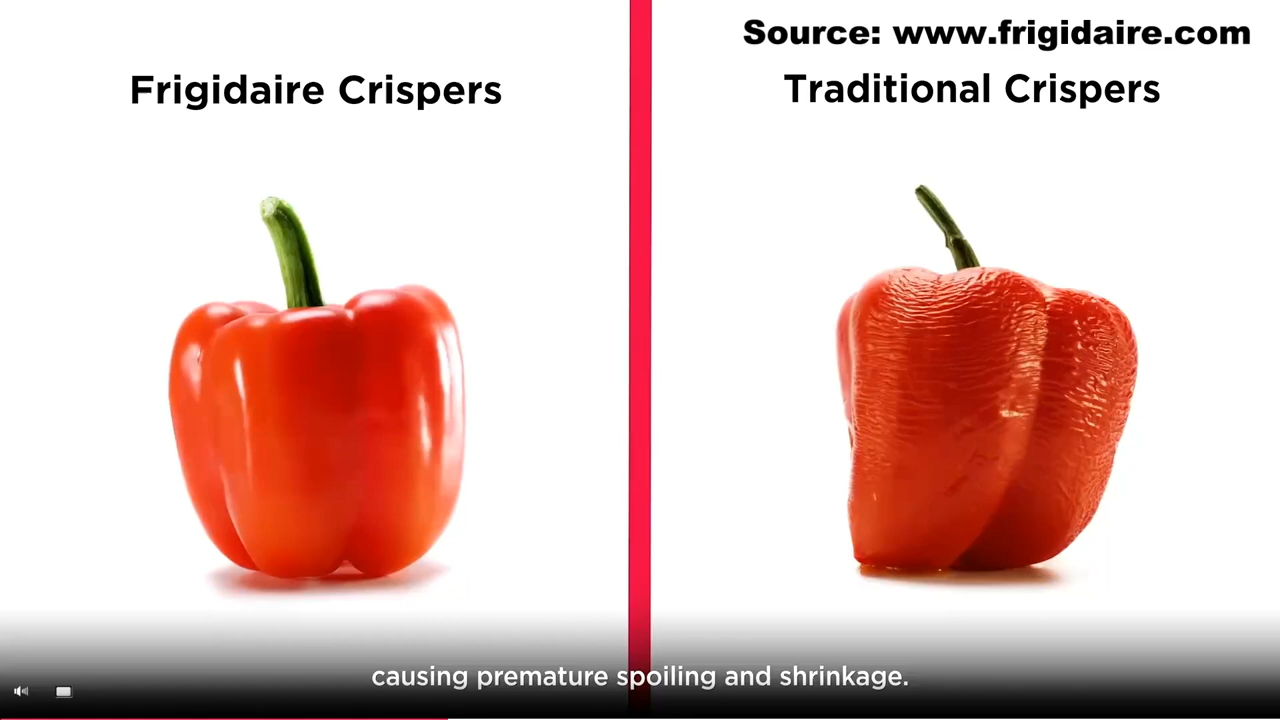 Source: www.frigidaire.com
Frigidaire Crispers
Traditional Crispers
causing premature spoiling and shrinkage.